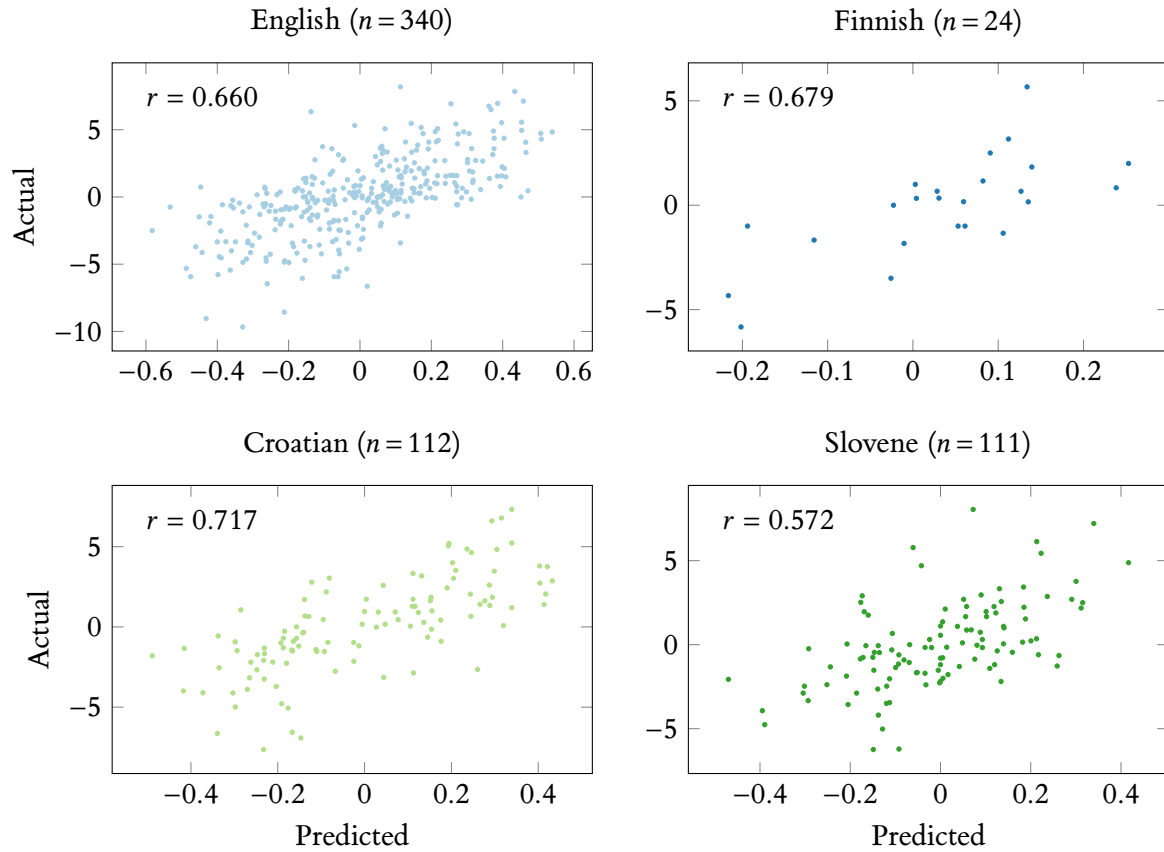 English (n = 340)
Finnish (n = 24)
r = 0.660
r = 0.679
Actual
5
0
−5
−10
5
0
−5
−0.6 −0.4 −0.2 0 0.2 0.4 0.6
−0.2 −0.1 0 0.1 0.2
Croatian (n = 112)
Slovene (n = 111)
r = 0.717
r = 0.572
Actual
5
0
−5
5
0
−5
−0.4 −0.2 0 0.2 0.4
−0.4 −0.2 0 0.2 0.4
Predicted
Predicted